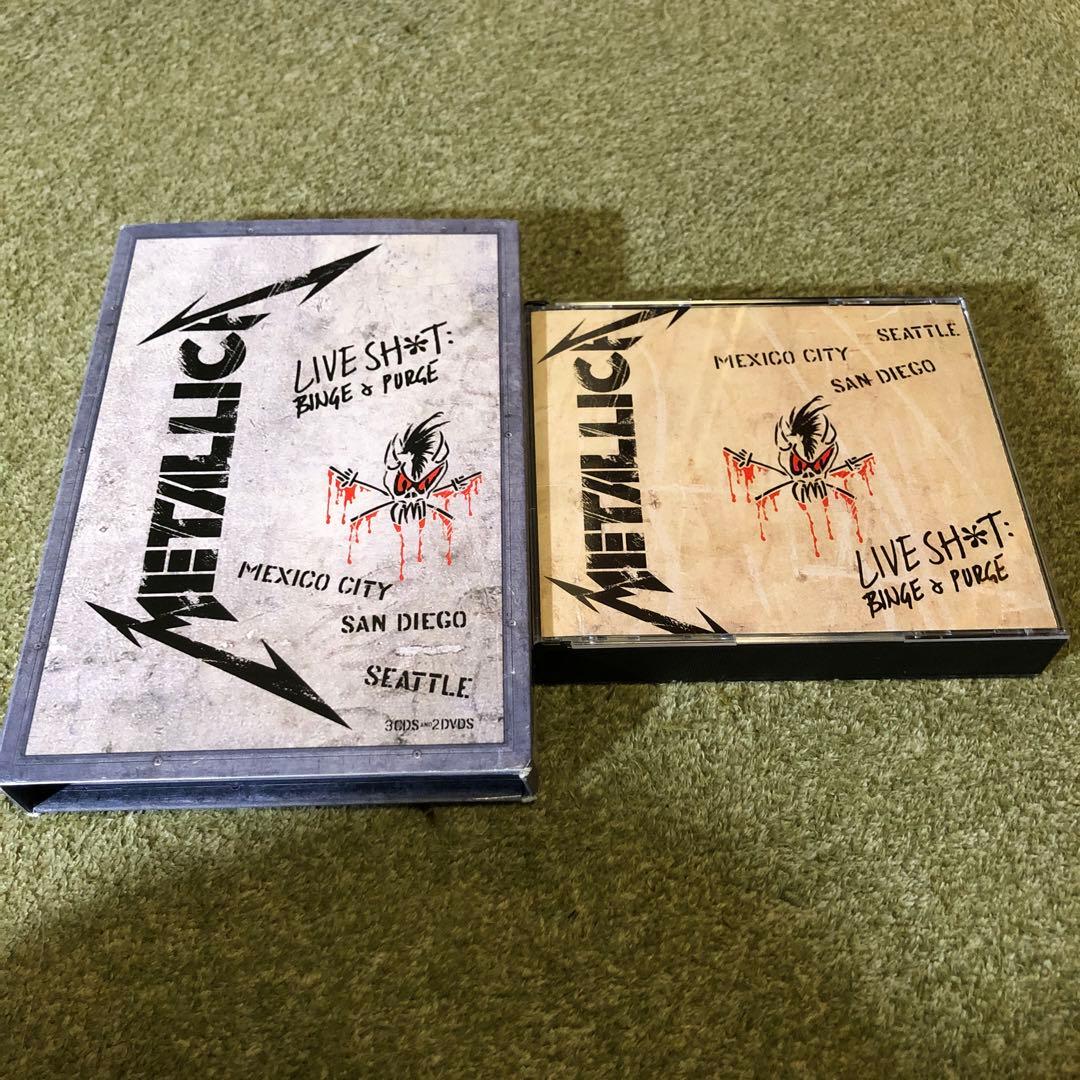 METALLICA
LIVE SH*T:
BINGE & PURGE
MEXICO CITY
SAN DIEGO
SEATTLE
3CDS AND 2DVDS
METALLICA
SEATTLE
MEXICO CITY
SAN DIEGO
LIVE SH*T:
BINGE & PURGE